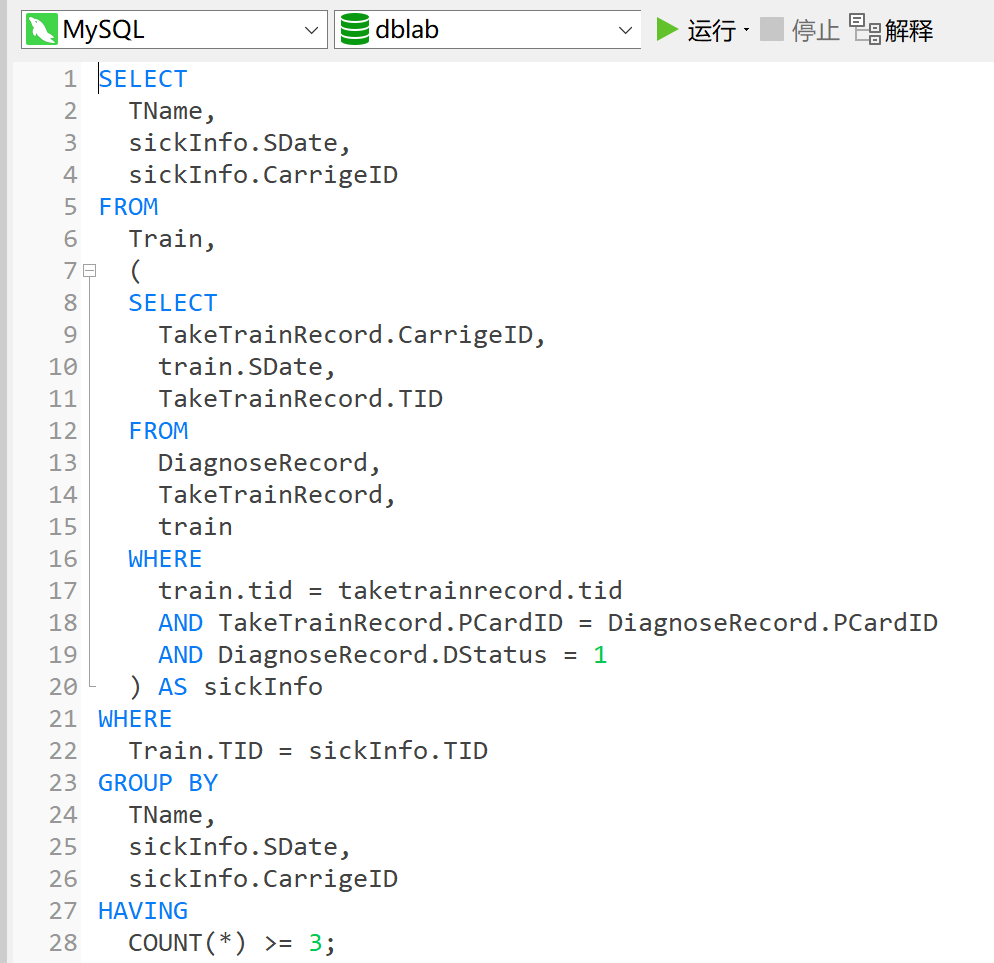 MySQL dblab 运行 停止 解释
1 SELECT
2 TName,
3 sickInfo.SDate,
4 sickInfo.CarrigeID
5 FROM
6 Train,
7 (
8 SELECT
9 TakeTrainRecord.CarrigeID,
10 train.SDate,
11 TakeTrainRecord.TID
12 FROM
13 DiagnoseRecord,
14 TakeTrainRecord,
15 train
16 WHERE
17 train.tid = taketrainrecord.tid
18 AND TakeTrainRecord.PCardID = DiagnoseRecord.PCardID
19 AND DiagnoseRecord.DStatus = 1
20 ) AS sickInfo
21 WHERE
22 Train.TID = sickInfo.TID
23 GROUP BY
24 TName,
25 sickInfo.SDate,
26 sickInfo.CarrigeID
27 HAVING
28 COUNT(*) >= 3;